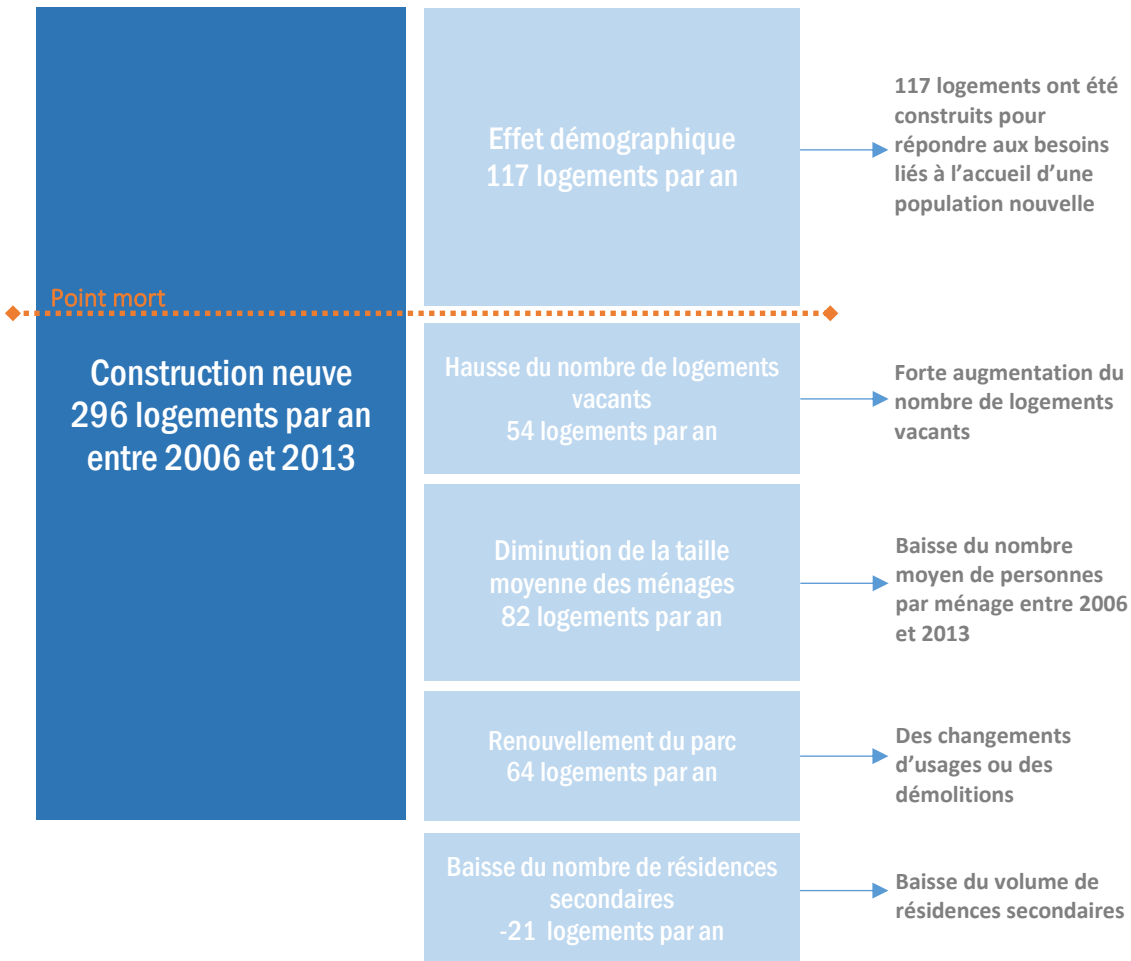 Effet démographique
117 logements par an
117 logements ont été
construits pour
répondre aux besoins
liés à l’accueil d’une
population nouvelle
Point mort
Construction neuve
296 logements par an
entre 2006 et 2013
Hausse du nombre de logements
vacants
54 logements par an
Forte augmentation du
nombre de logements
vacants
Diminution de la taille
moyenne des ménages
82 logements par an
Baisse du nombre
moyen de personnes
par ménage entre 2006
et 2013
Renouvellement du parc
64 logements par an
Des changements
d’usages ou des
démolitions
Baisse du nombre de résidences
secondaires
-21 logements par an
Baisse du volume de
résidences secondaires